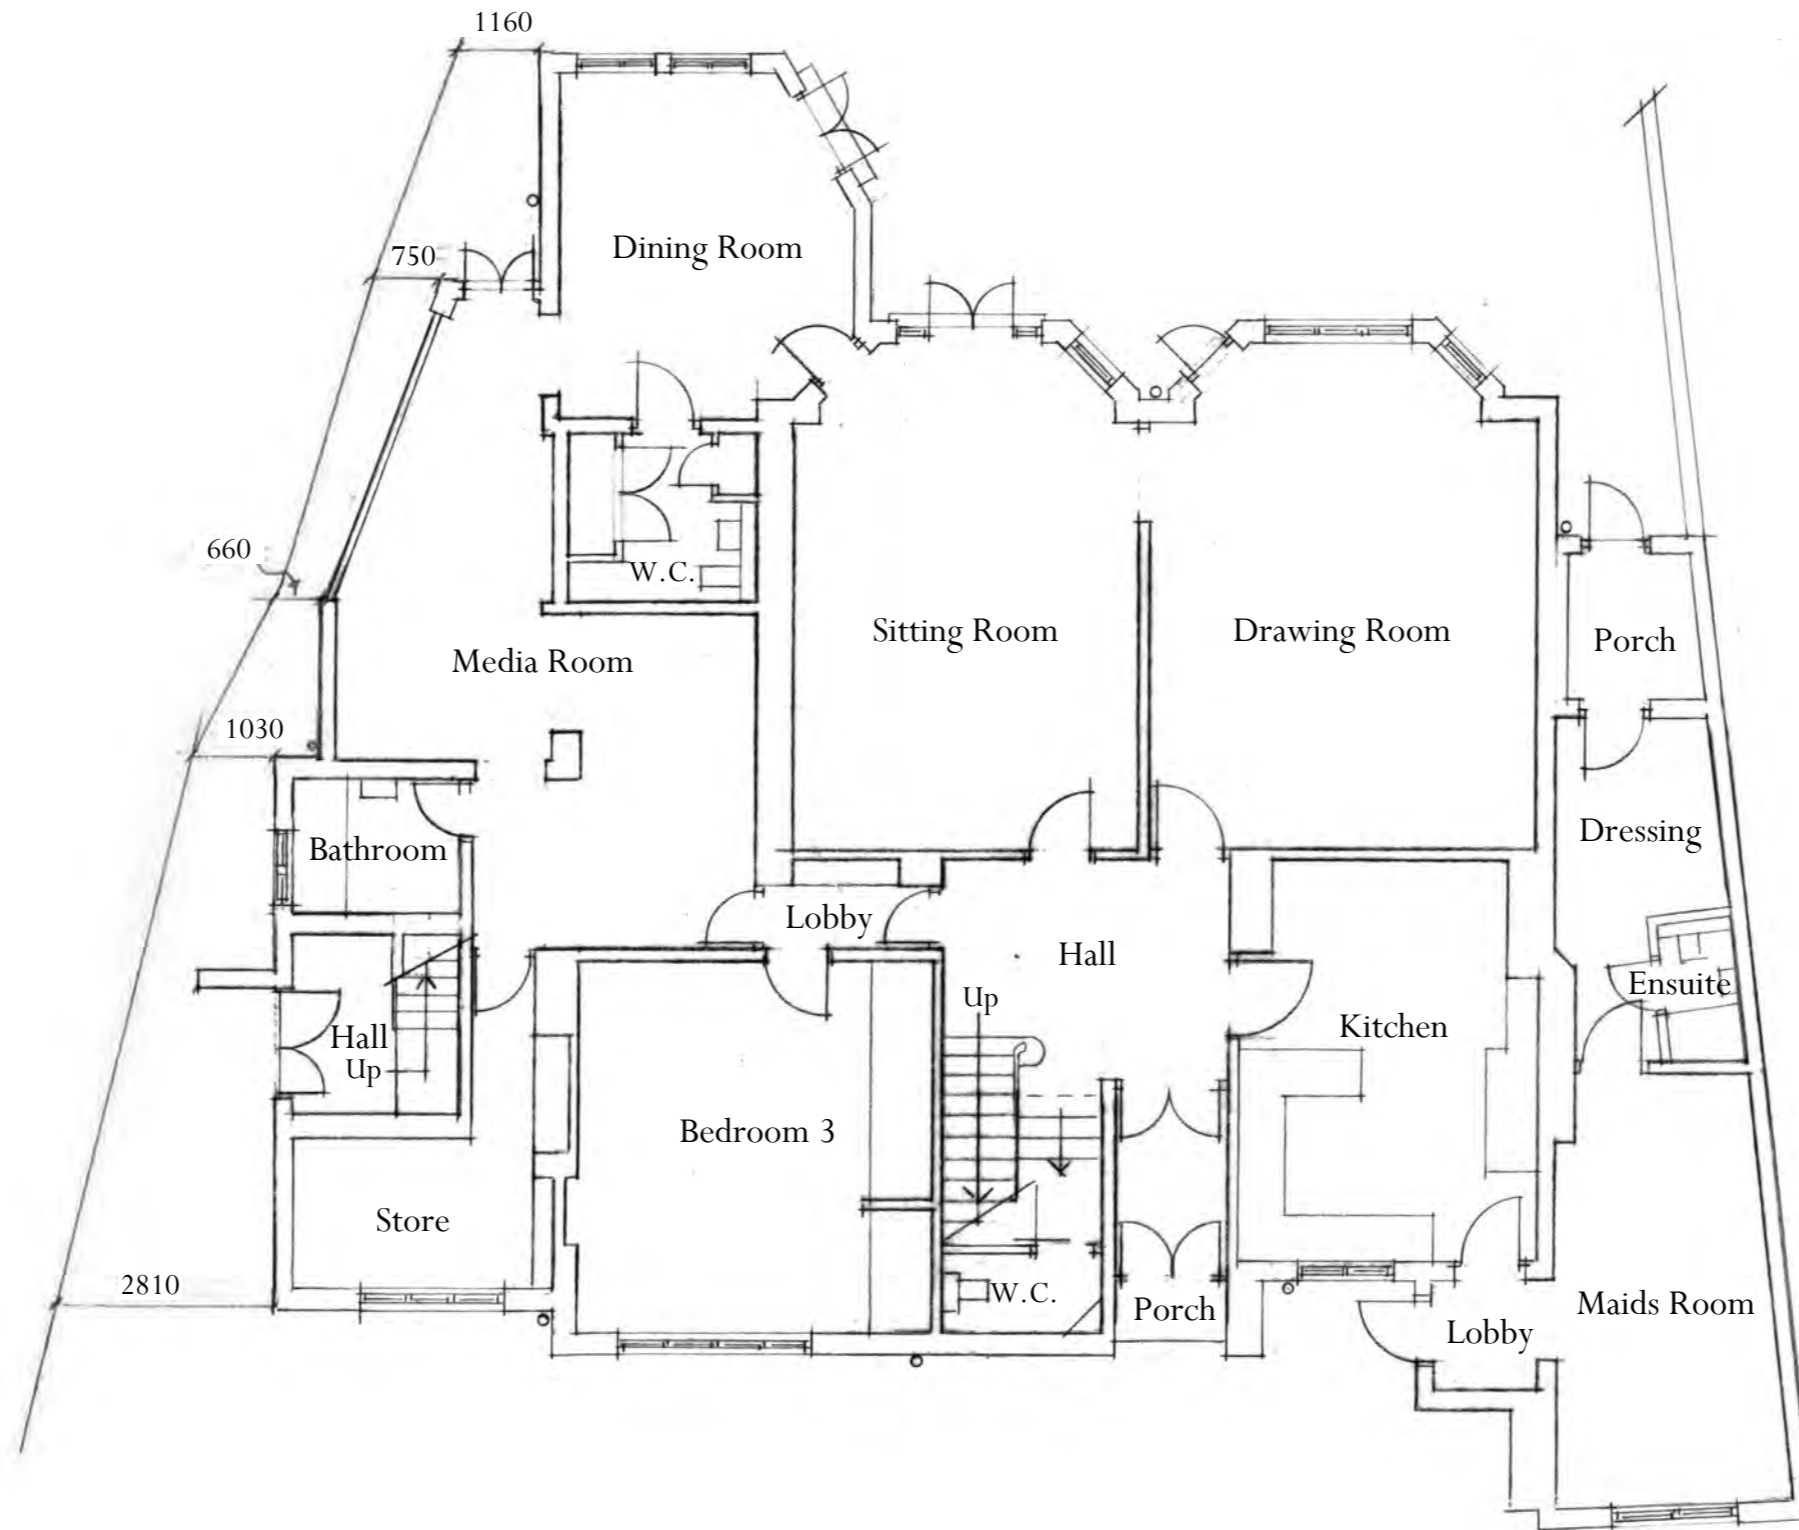 1160
750
Dining Room
660
W.C.
Sitting Room
Drawing Room
Porch
Media Room
1030
Dressing
Bathroom
Lobby
Hall
Ensuite
Up
Kitchen
Hall
Up
Bedroom 3
Store
2810
W.C.
Porch
Maids Room
Lobby